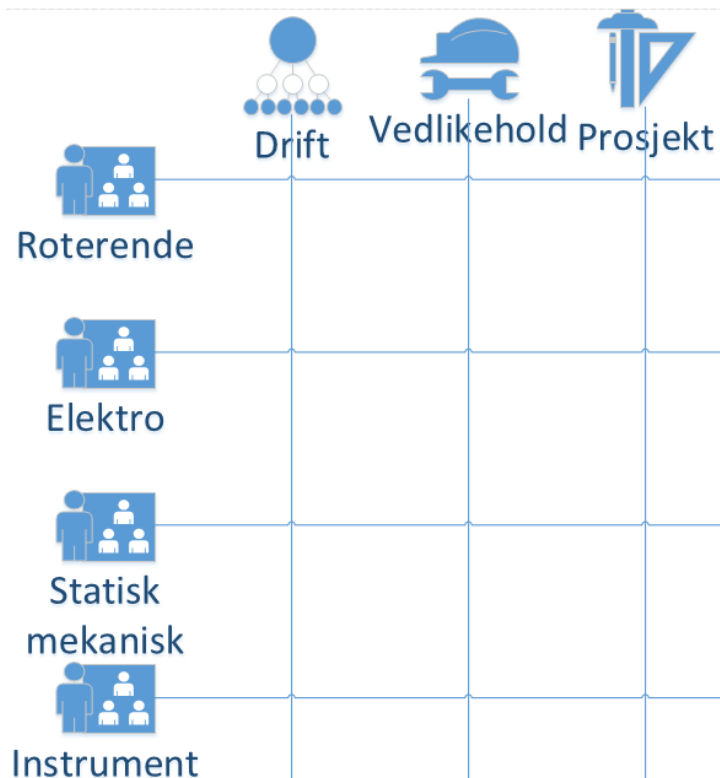 Drift
Vedlikehold
Prosjekt
Roterende
Elektro
Statisk
mekanisk
Instrument